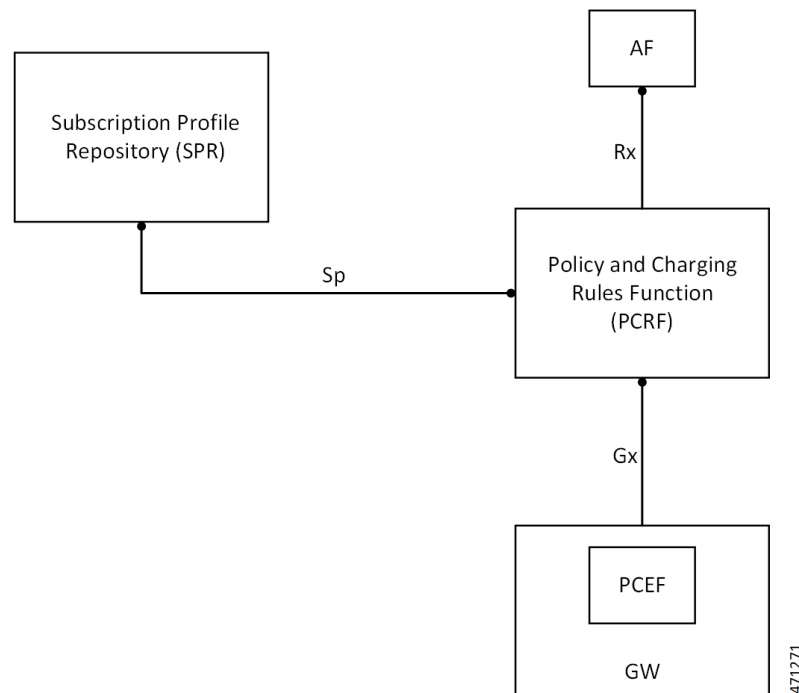 AF
Subscription Profile
Repository (SPR)
Rx
Sp
Policy and Charging
Rules Function
(PCRF)
Gx
PCEF
GW
471271